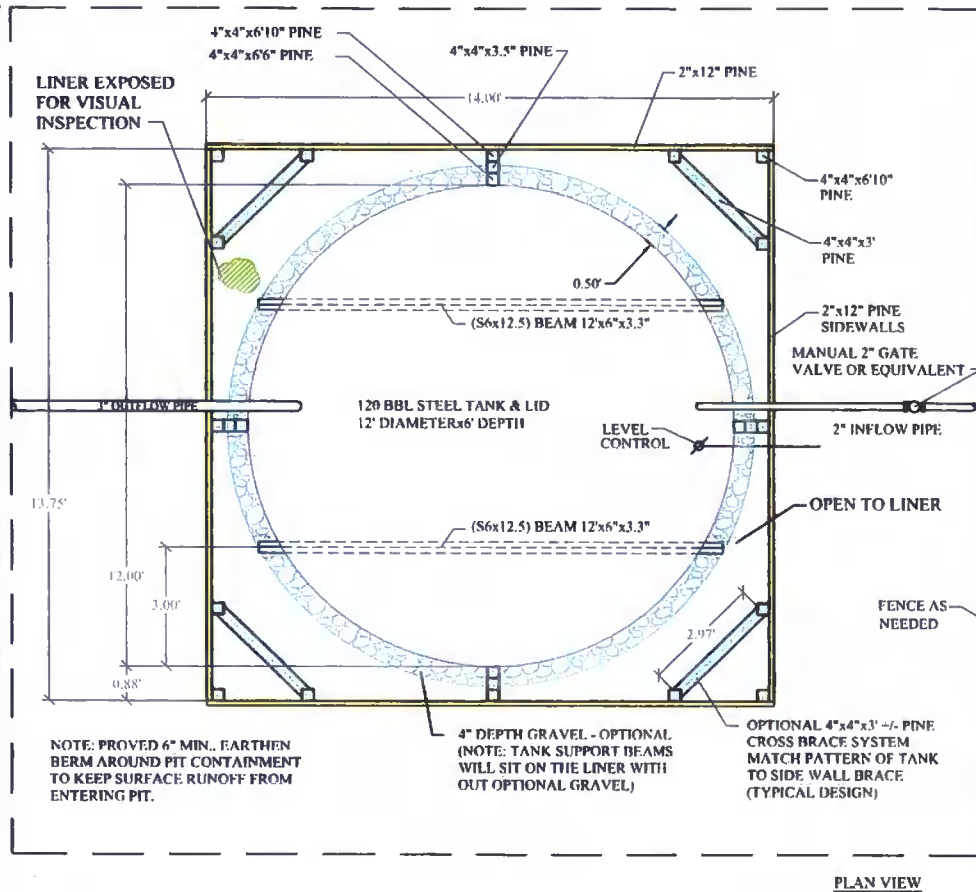 4"x4"x6'10" PINE
4"x4"x6'6" PINE
4"x4"x3.5" PINE
2"x12" PINE
LINER EXPOSED
FOR VISUAL
INSPECTION
14.00'
4"x4"x6'10"
PINE
4"x4"x3'
PINE
0.50'
(S6x12.5) BEAM 12'x6"x3.3"
2"x12" PINE
SIDEWALLS
MANUAL 2" GATE
VALVE OR EQUIVALENT
OUTFLOW PIPE
120 BBL STEEL TANK & LID
12' DIAMETERx6' DEPTH
LEVEL
CONTROL
2" INFLOW PIPE
13.75'
OPEN TO LINER
(S6x12.5) BEAM 12'x6"x3.3"
12.00'
3.00'
2.97'
FENCE AS
NEEDED
0.88'
NOTE: PROVED 6" MIN.. EARTHEN
BERM AROUND PIT CONTAINMENT
TO KEEP SURFACE RUNOFF FROM
ENTERING PIT.
4" DEPTH GRAVEL - OPTIONAL
(NOTE: TANK SUPPORT BEAMS
WILL SIT ON THE LINER WITH
OUT OPTIONAL GRAVEL)
OPTIONAL 4"x4"x3' +/- PINE
CROSS BRACE SYSTEM
MATCH PATTERN OF TANK
TO SIDE WALL BRACE
(TYPICAL DESIGN)
PLAN VIEW